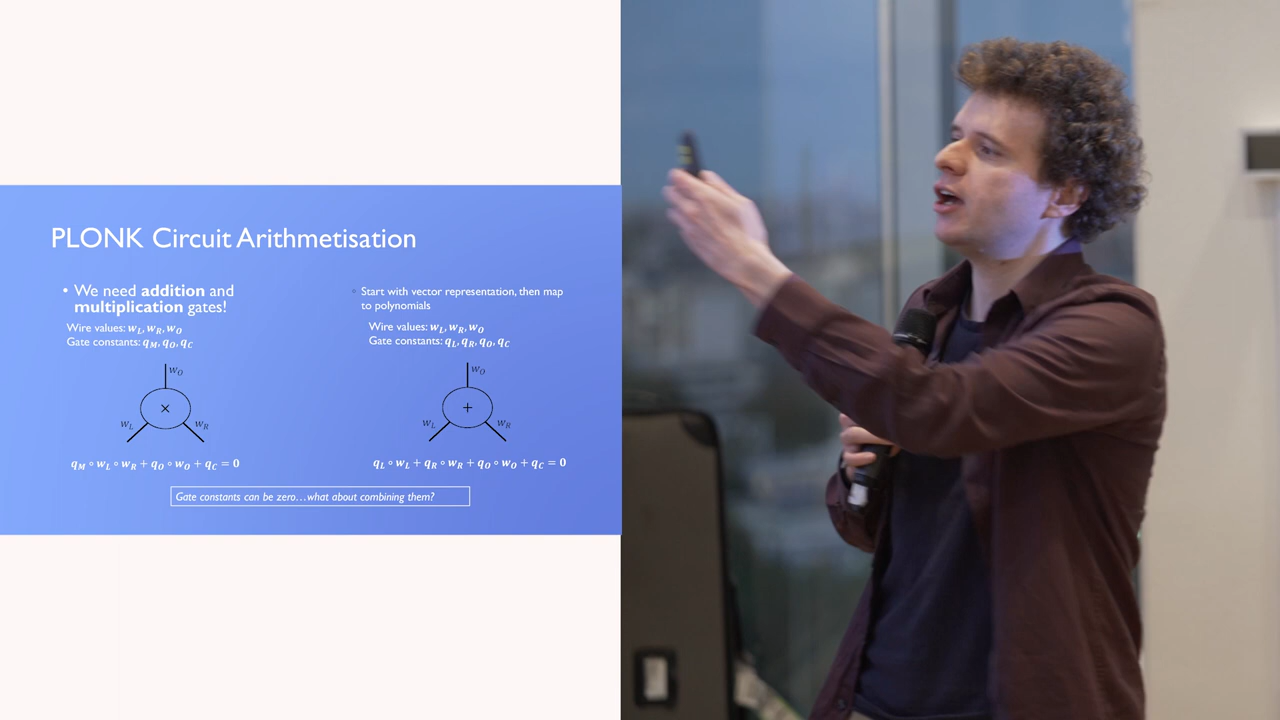 PLONK Circuit Arithmetisation
• We need addition and
multiplication gates!
Wire values: w_L, w_R, w_O
Gate constants: q_M, q_O, q_C
w_O
×
w_L
w_R
q_M ∘ w_L ∘ w_R + q_O ∘ w_O + q_C = 0
• Start with vector representation, then map
to polynomials
Wire values: w_L, w_R, w_O
Gate constants: q_L, q_R, q_O, q_C
w_O
+
w_L
w_R
q_L ∘ w_L + q_R ∘ w_R + q_O ∘ w_O + q_C = 0
Gate constants can be zero…what about combining them?